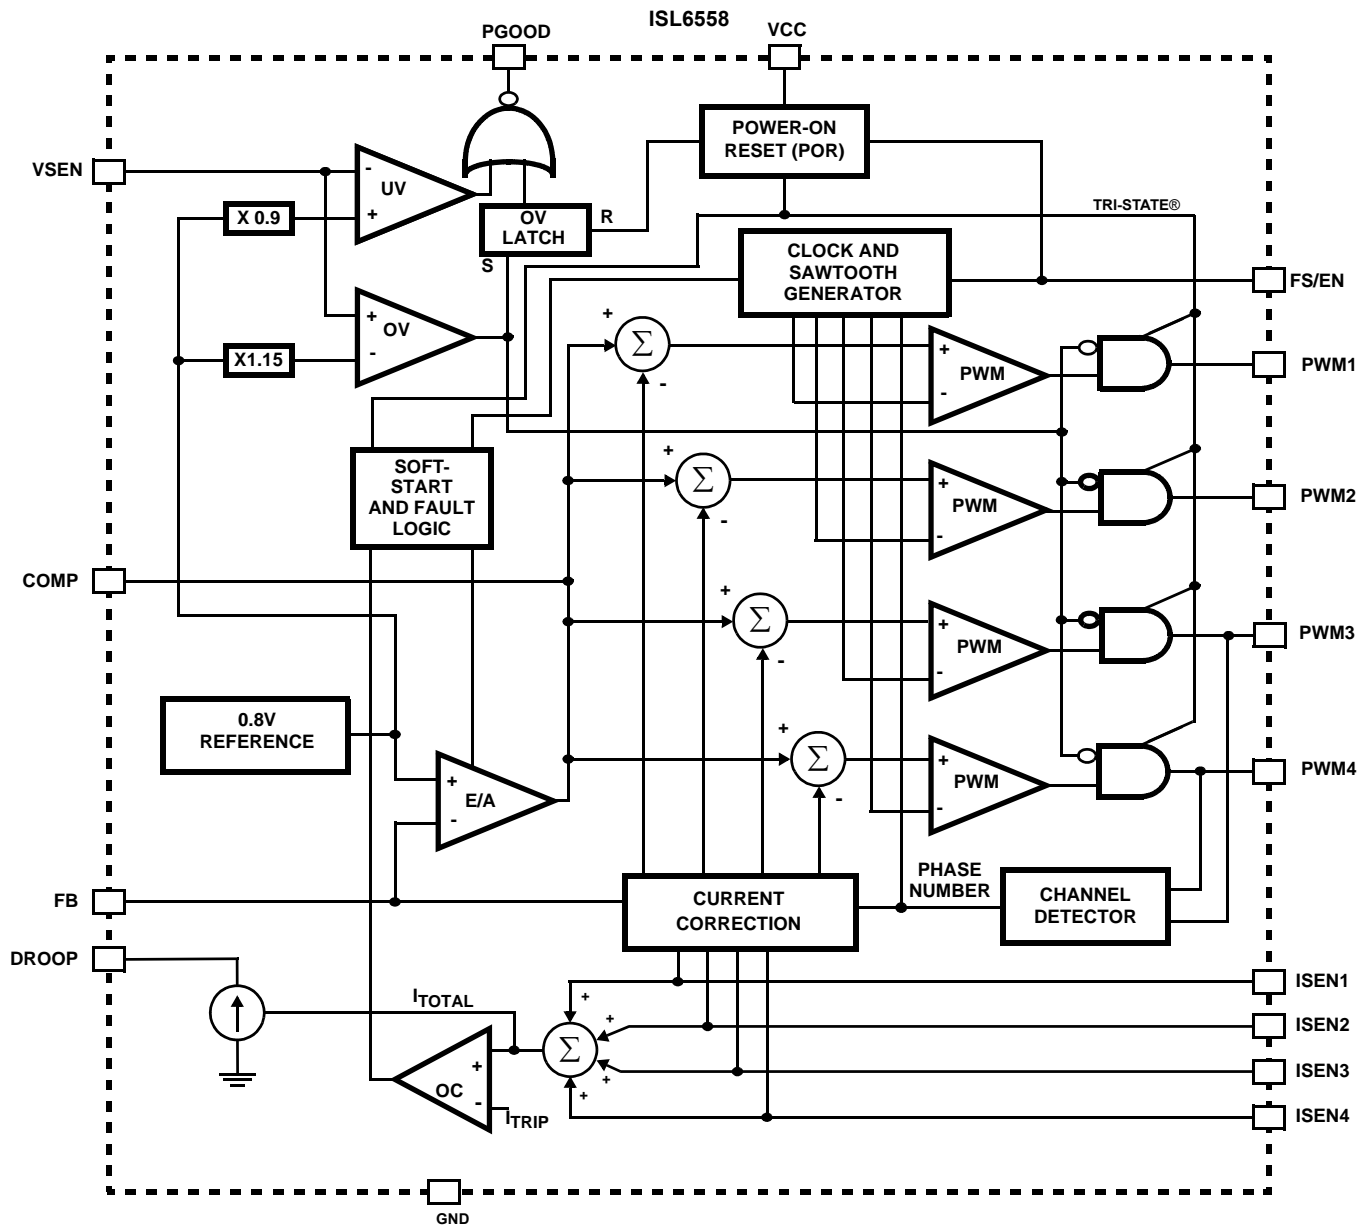 ISL6558
PGOOD
VCC
POWER-ON
RESET (POR)
VSEN
-
UV
+
X 0.9
OV
LATCH
R
S
TRI-STATE®
CLOCK AND
SAWTOOTH
GENERATOR
FS/EN
+
OV
-
X1.15
+
Σ
-
+
PWM
-
PWM1
SOFT-
START
AND FAULT
LOGIC
+
Σ
-
+
PWM
-
PWM2
COMP
+
Σ
-
+
PWM
-
PWM3
0.8V
REFERENCE
+
Σ
-
+
PWM
-
PWM4
+
E/A
-
FB
CURRENT
CORRECTION
PHASE
NUMBER
CHANNEL
DETECTOR
DROOP
ISEN1
ITOTAL
+
+
ISEN2
Σ
+
OC
-
ITRIP
+
ISEN3
+
ISEN4
GND